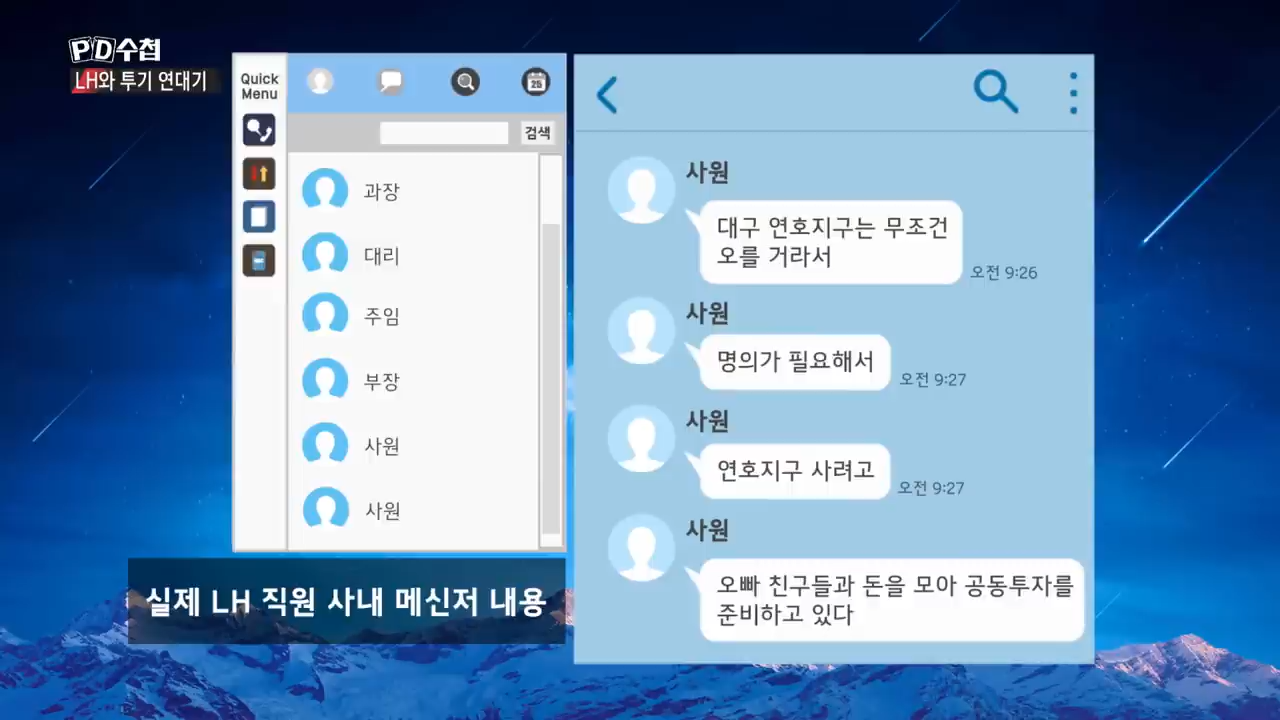 PD수첩
LH와 투기 연대기
Quick
Menu
25
검색
과장
대리
주임
부장
사원
사원
사원
대구 연호지구는 무조건
오를 거라서
오전 9:26
사원
명의가 필요해서
오전 9:27
사원
연호지구 사려고
오전 9:27
사원
오빠 친구들과 돈을 모아 공동투자를
준비하고 있다
실제 LH 직원 사내 메신저 내용